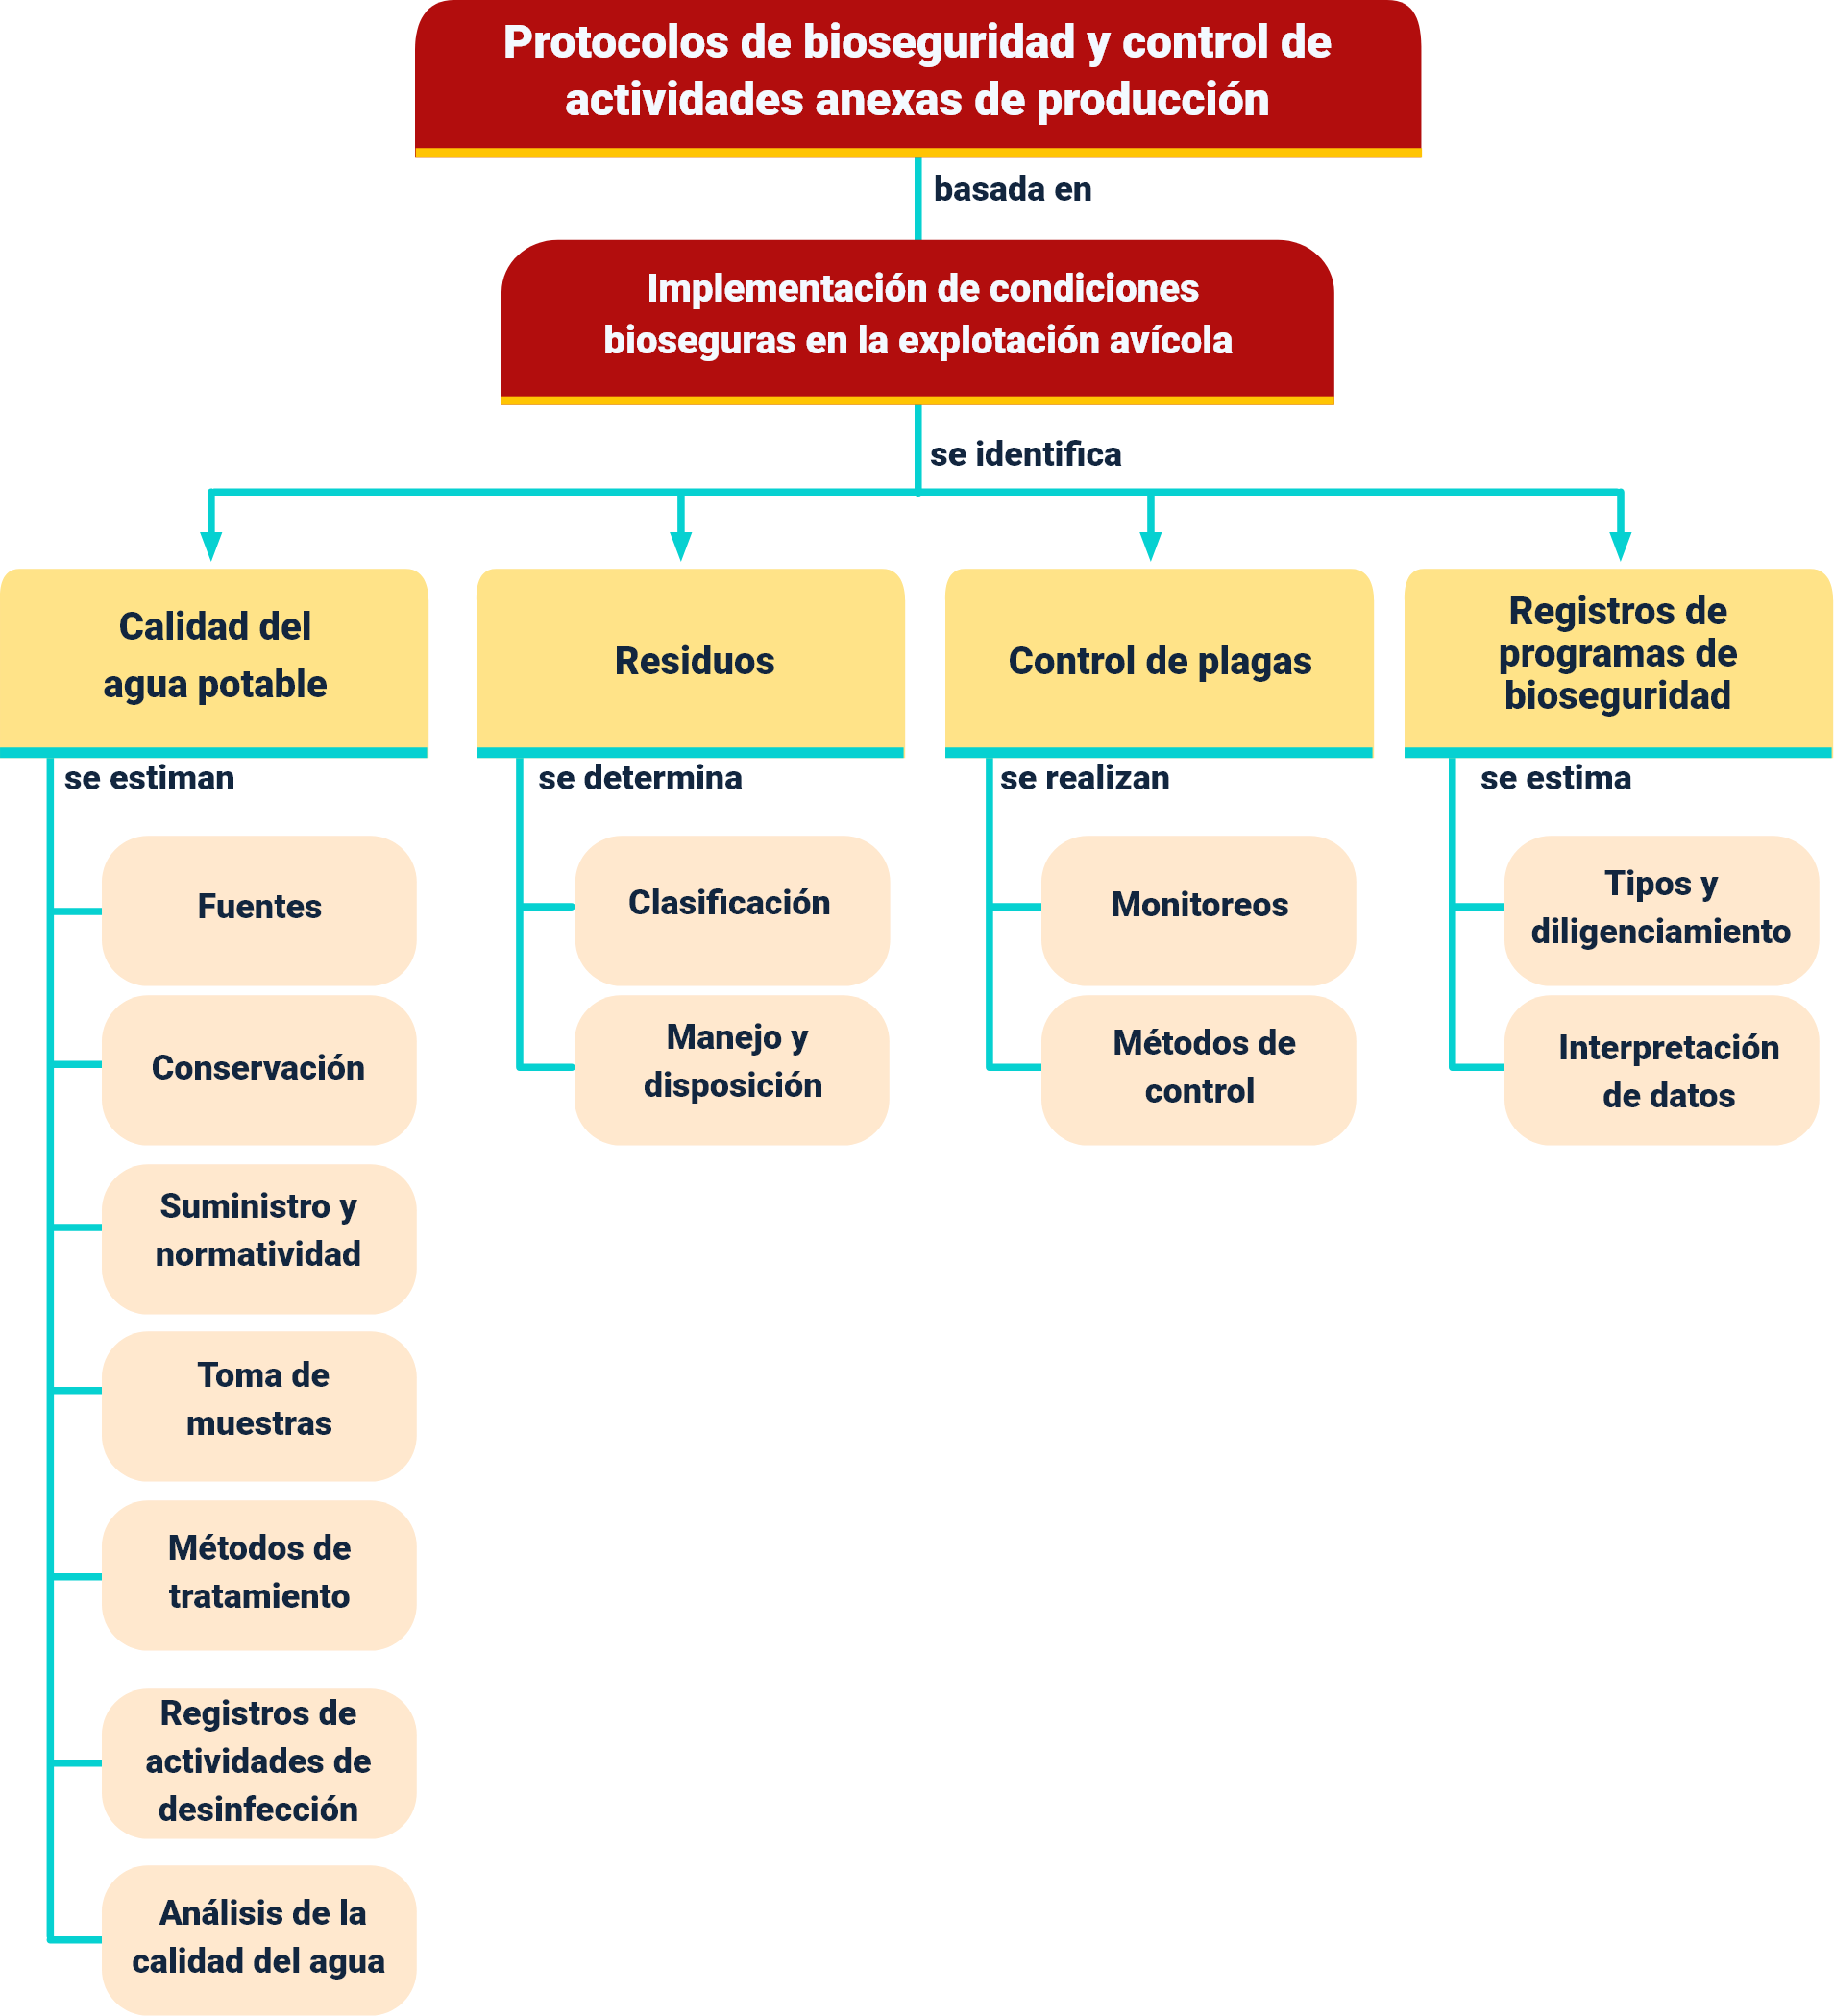 Protocolos de bioseguridad y control de
actividades anexas de producción
basada en
Implementación de condiciones
bioseguras en la explotación avícola
se identifica
Calidad del
agua potable
se estiman
Fuentes
Conservación
Suministro y
normatividad
Toma de
muestras
Métodos de
tratamiento
Registros de
actividades de
desinfección
Análisis de la
calidad del agua
Residuos
se determina
Clasificación
Manejo y
disposición
Control de plagas
se realizan
Monitoreos
Métodos de
control
Registros de
programas de
bioseguridad
se estima
Tipos y
diligenciamiento
Interpretación
de datos